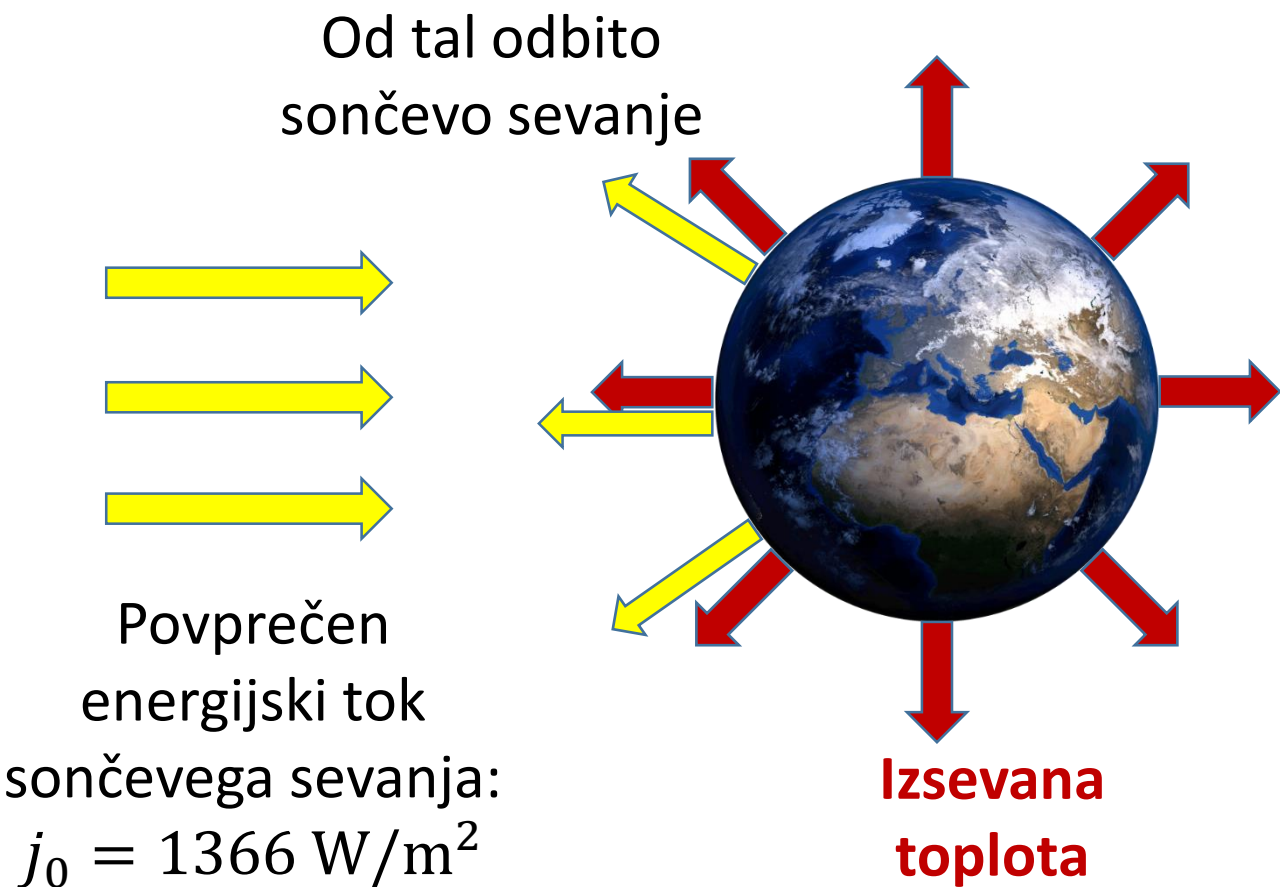 Od tal odbito
sončevo sevanje
Povprečen
energijski tok
sončevega sevanja:
j₀ = 1366 W/m²
Izsevana
toplota